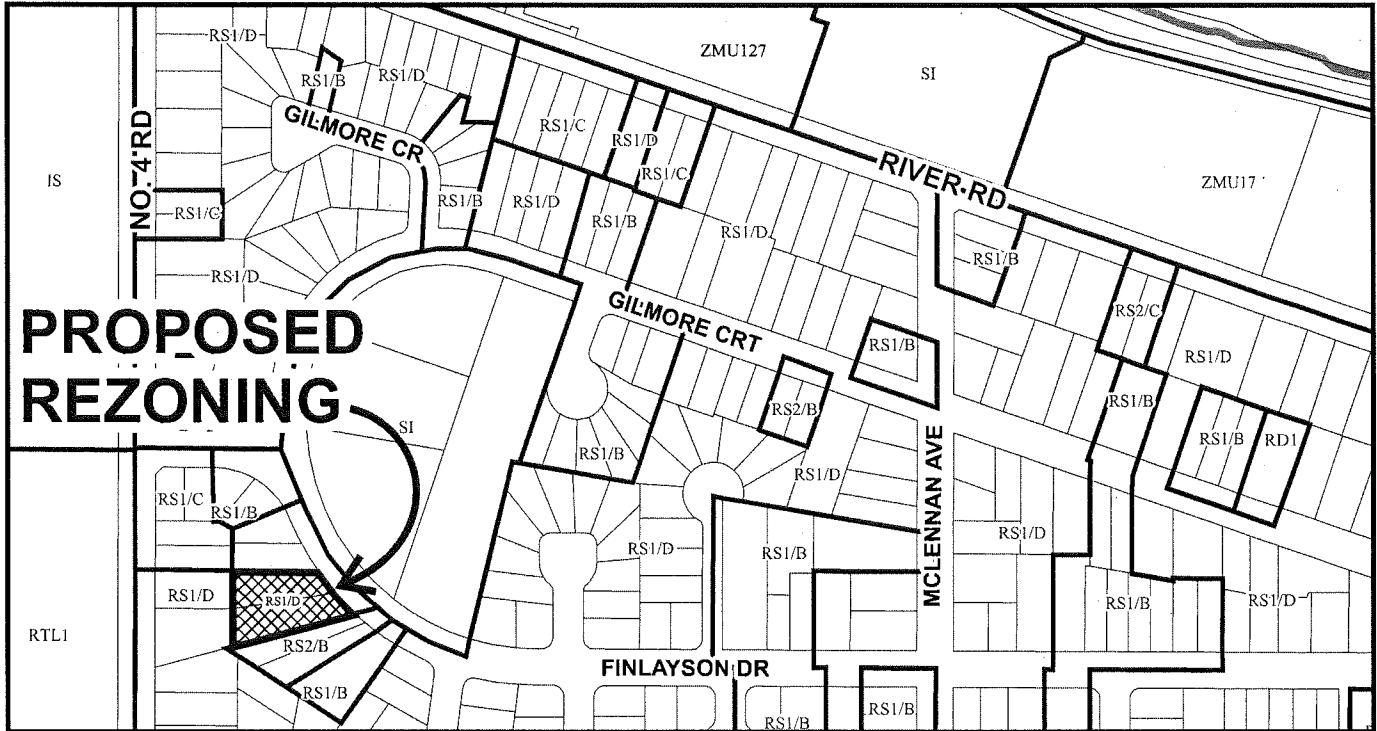 RS1/D
ZMU127
SI
RS1/B
RS1/D
GILMORE CR
NO. 4 RD
RS1/C
RS1/D
RS1/C
RIVER RD
IS
RS1/C
RS1/B
RS1/D
RS1/B
RS1/D
ZMU17
RS1/D
RS1/B
GILMORE CRT
RS2/C
PROPOSED
REZONING
RS1/B
RS1/D
RS2/B
RS1/B
SI
RS1/B
RS1/D
RS1/B
RD1
MCLENNAN AVE
RS1/C
RS1/B
RS1/D
RS1/B
RS1/D
RS1/D
RS1/D
RS1/B
RS1/D
RTL1
RS2/B
FINLAYSON DR
RS1/B
RS1/B
RS1/B